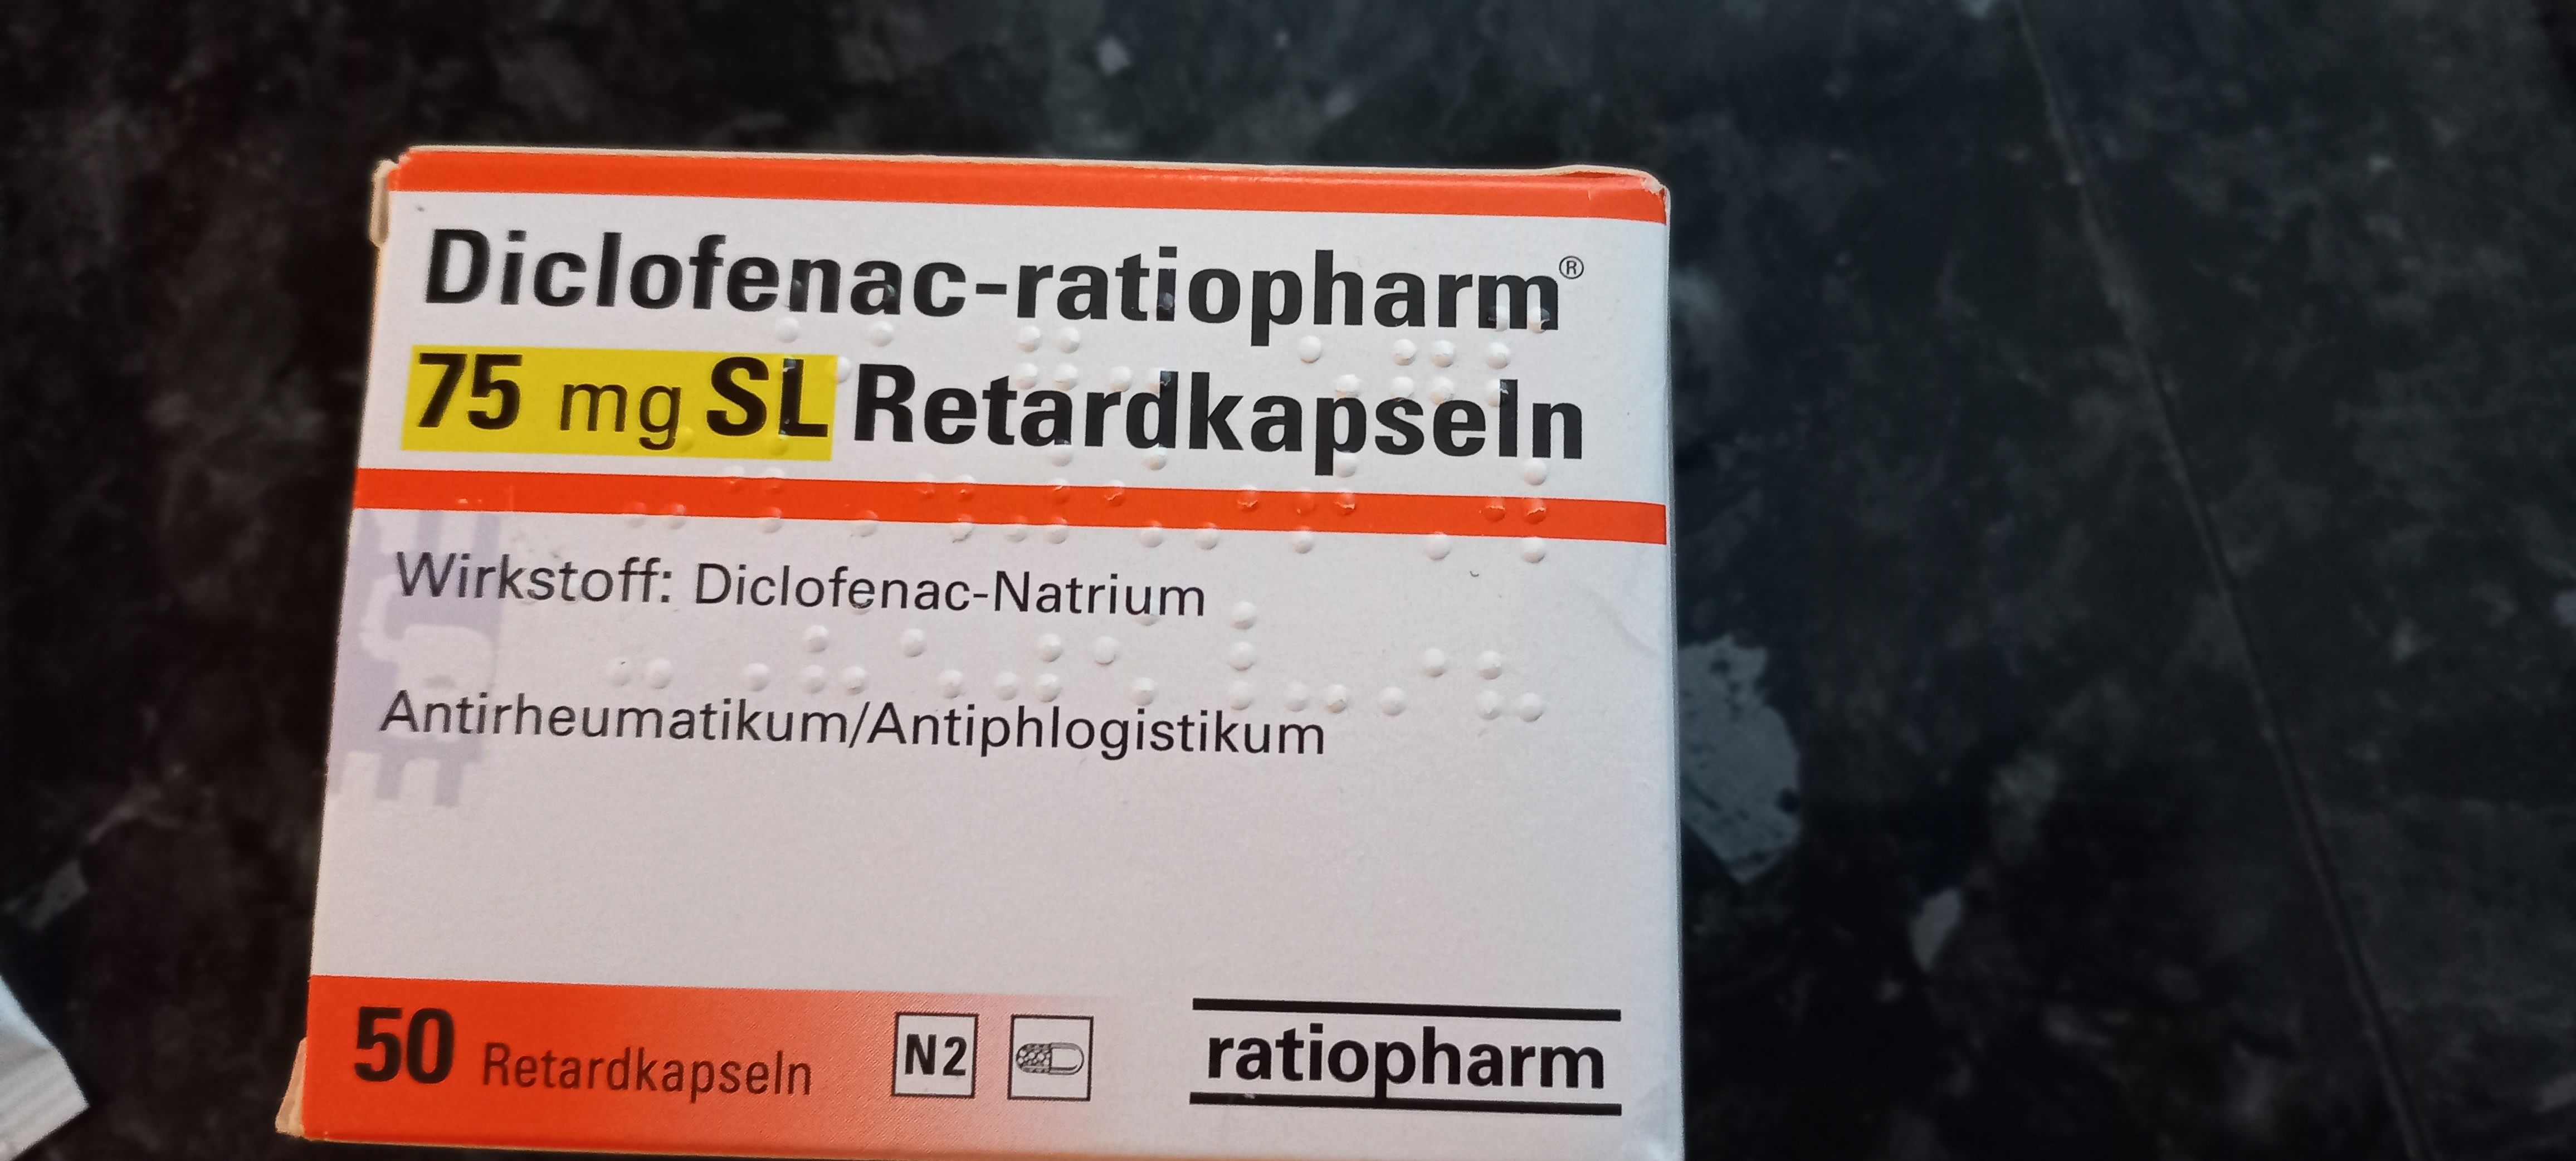 Diclofenac-ratiopharm®
75 mg SL Retardkapseln
Wirkstoff: Diclofenac-Natrium
Antirheumatikum/Antiphlogistikum
50 Retardkapseln N2 ratiopharm